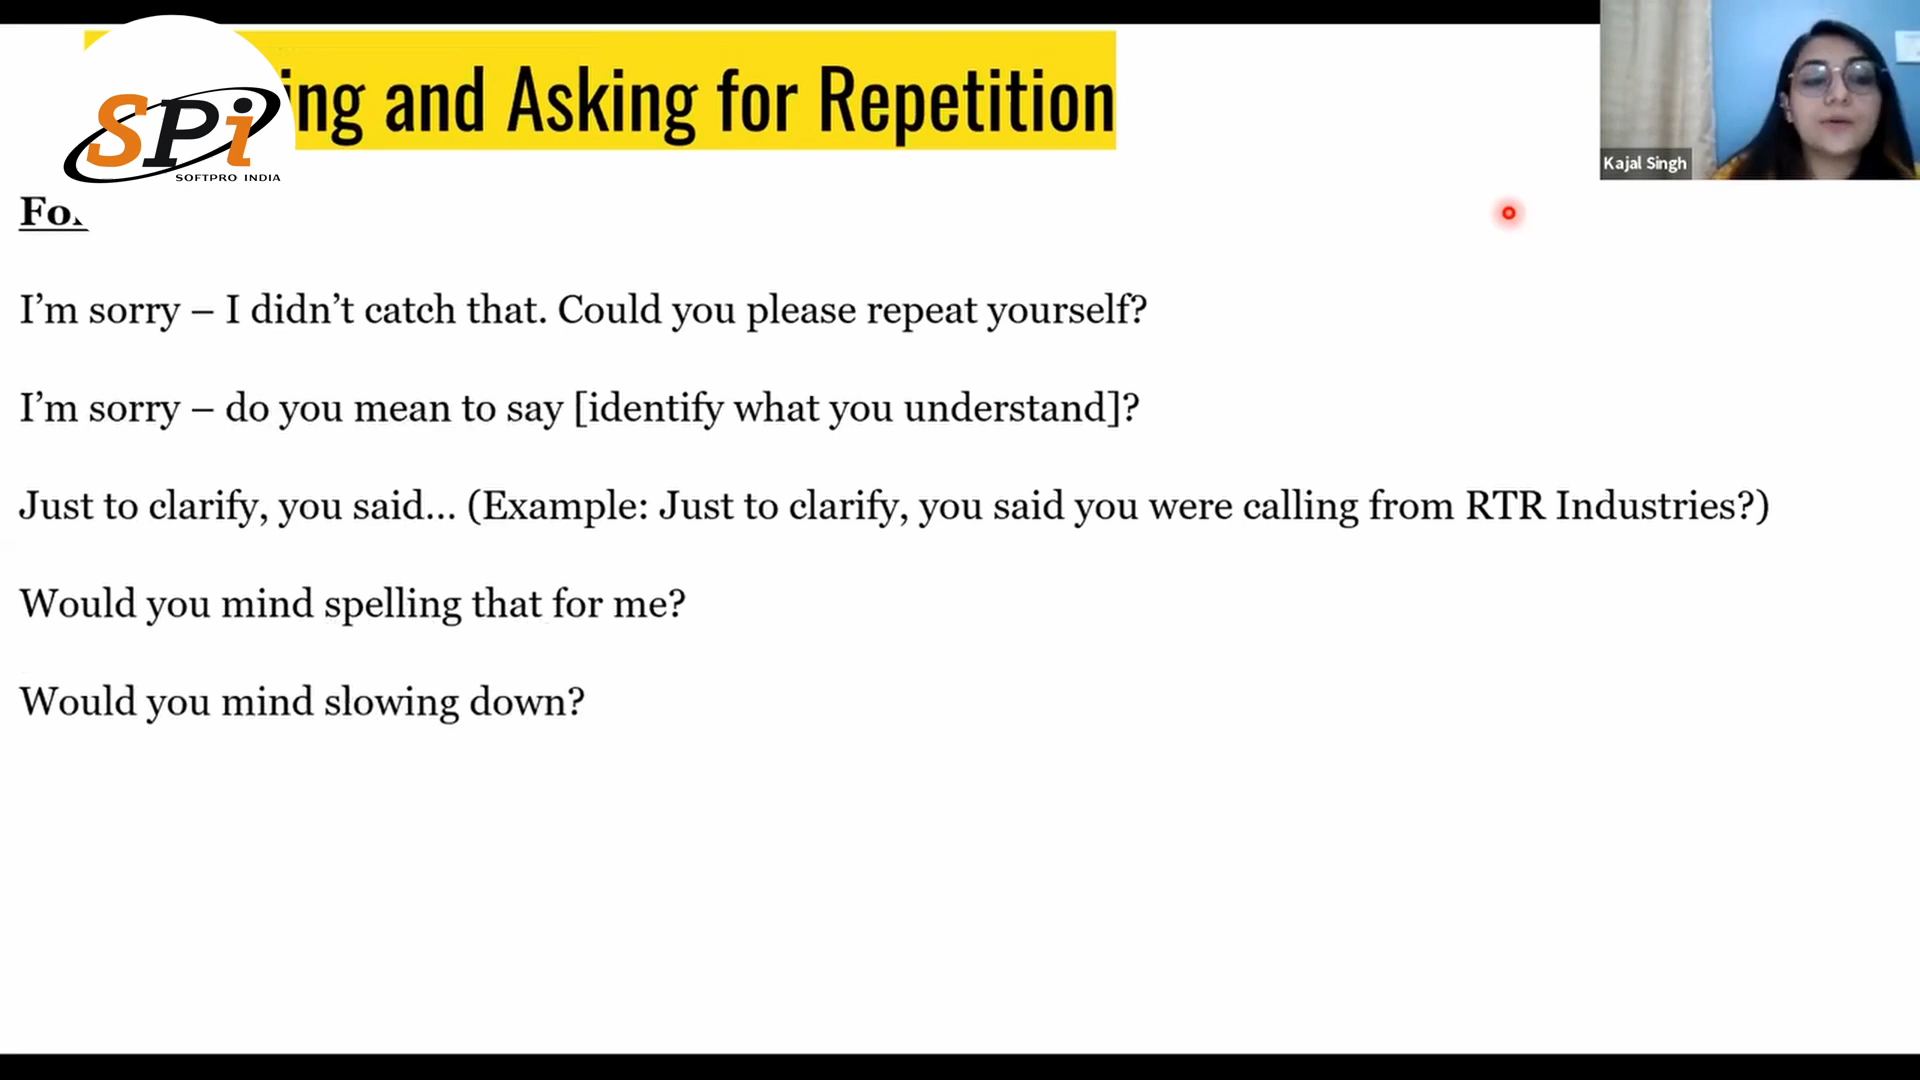 SPi
SOFTPRO INDIA
and Asking for Repetition
Kajal Singh
I’m sorry – I didn’t catch that. Could you please repeat yourself?
I’m sorry – do you mean to say [identify what you understand]?
Just to clarify, you said... (Example: Just to clarify, you said you were calling from RTR Industries?)
Would you mind spelling that for me?
Would you mind slowing down?